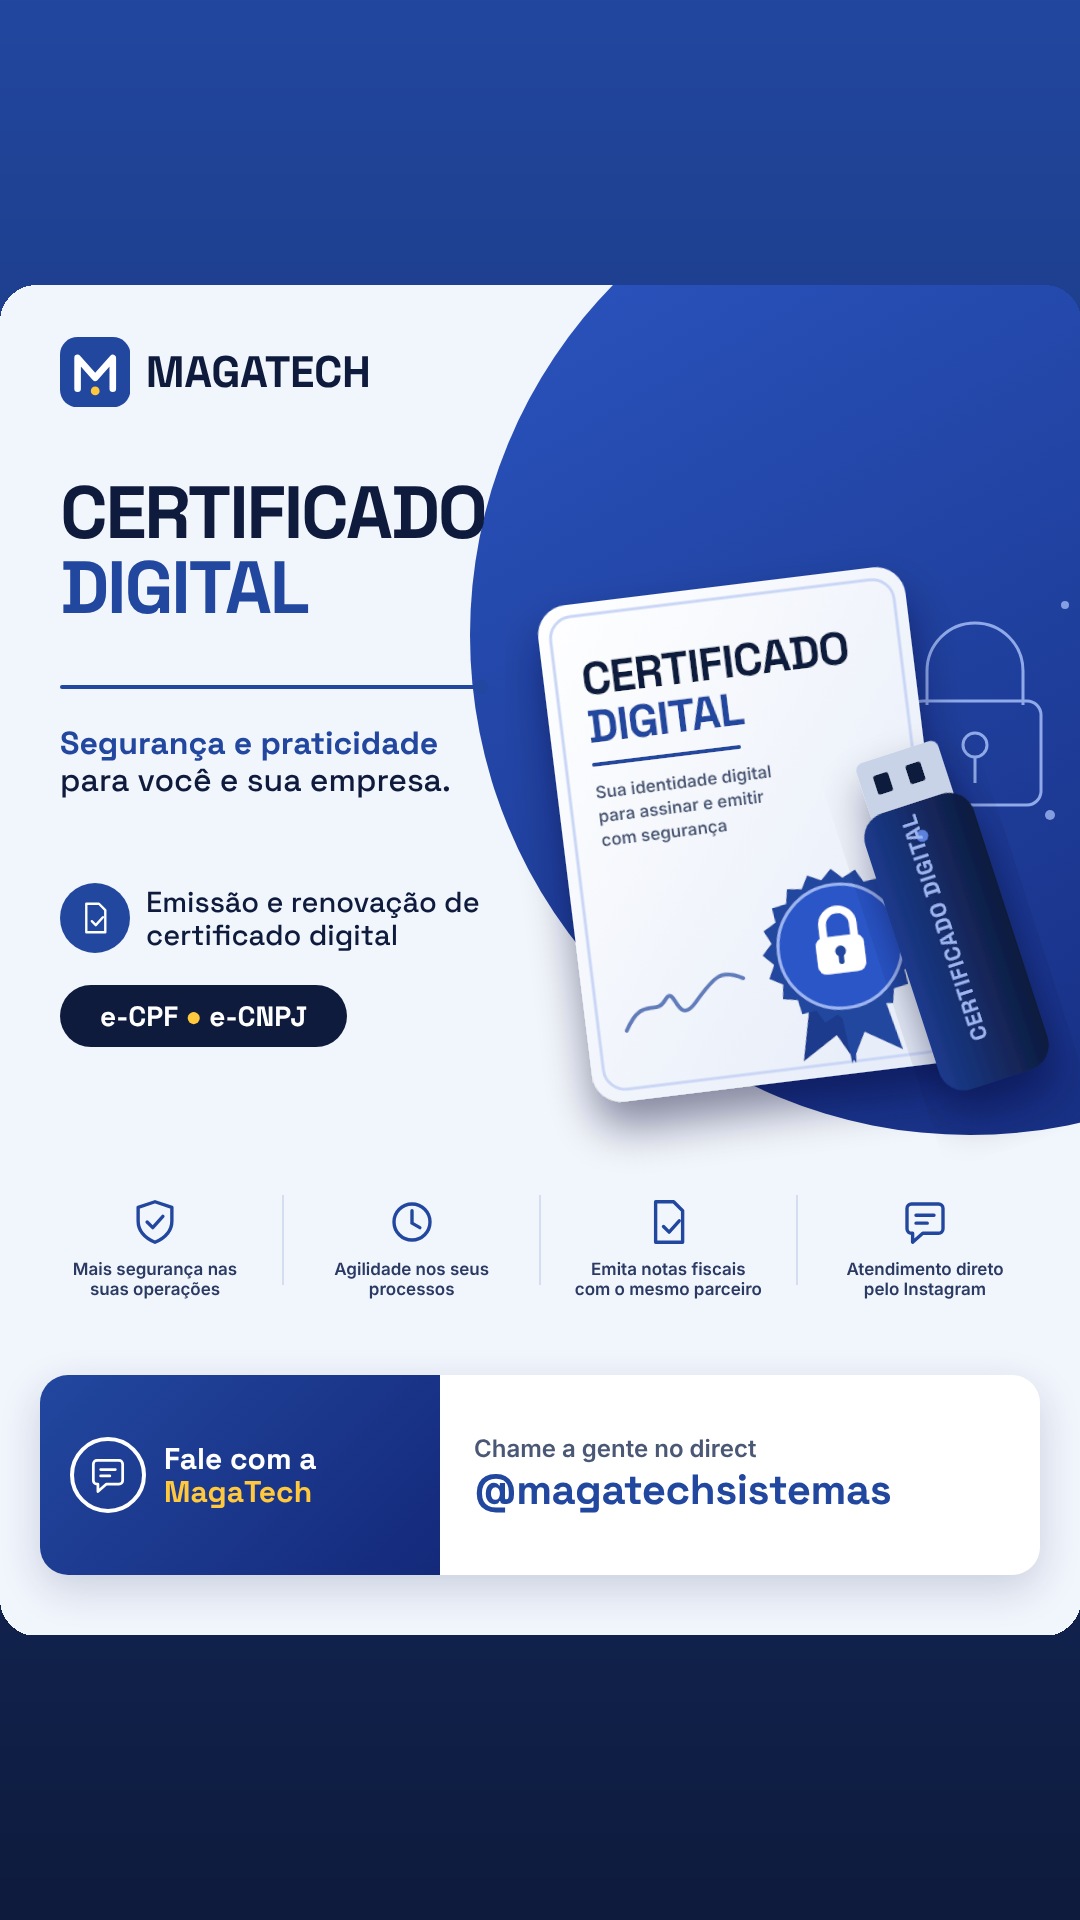 MAGATECH
CERTIFICADO
DIGITAL
Segurança e praticidade
para você e sua empresa.
Emissão e renovação de
certificado digital
e-CPF • e-CNPJ
CERTIFICADO
DIGITAL
Sua identidade digital
para assinar e emitir
com segurança
CERTIFICADO DIGITAL
Mais segurança nas
suas operações
Agilidade nos seus
processos
Emita notas fiscais
com o mesmo parceiro
Atendimento direto
pelo Instagram
Fale com a
MagaTech
Chame a gente no direct
@magatechsistemas